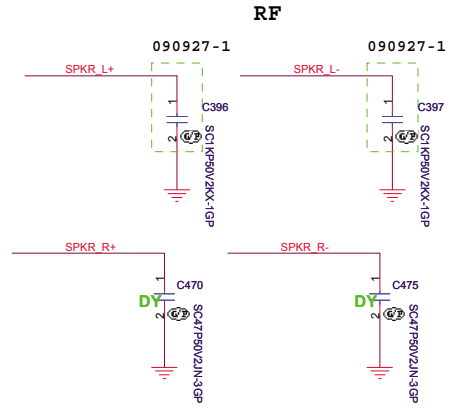 RF
090927-1
090927-1
SPKR_L+
SPKR_L-
1
C396
1
C397
2
G/P
2
G/P
SC1KP50V2KX-1GP
SC1KP50V2KX-1GP
SPKR_R+
SPKR_R-
1
C470
1
C475
DY
DY
2
G/P
2
G/P
SC47P50V2JN-3GP
SC47P50V2JN-3GP